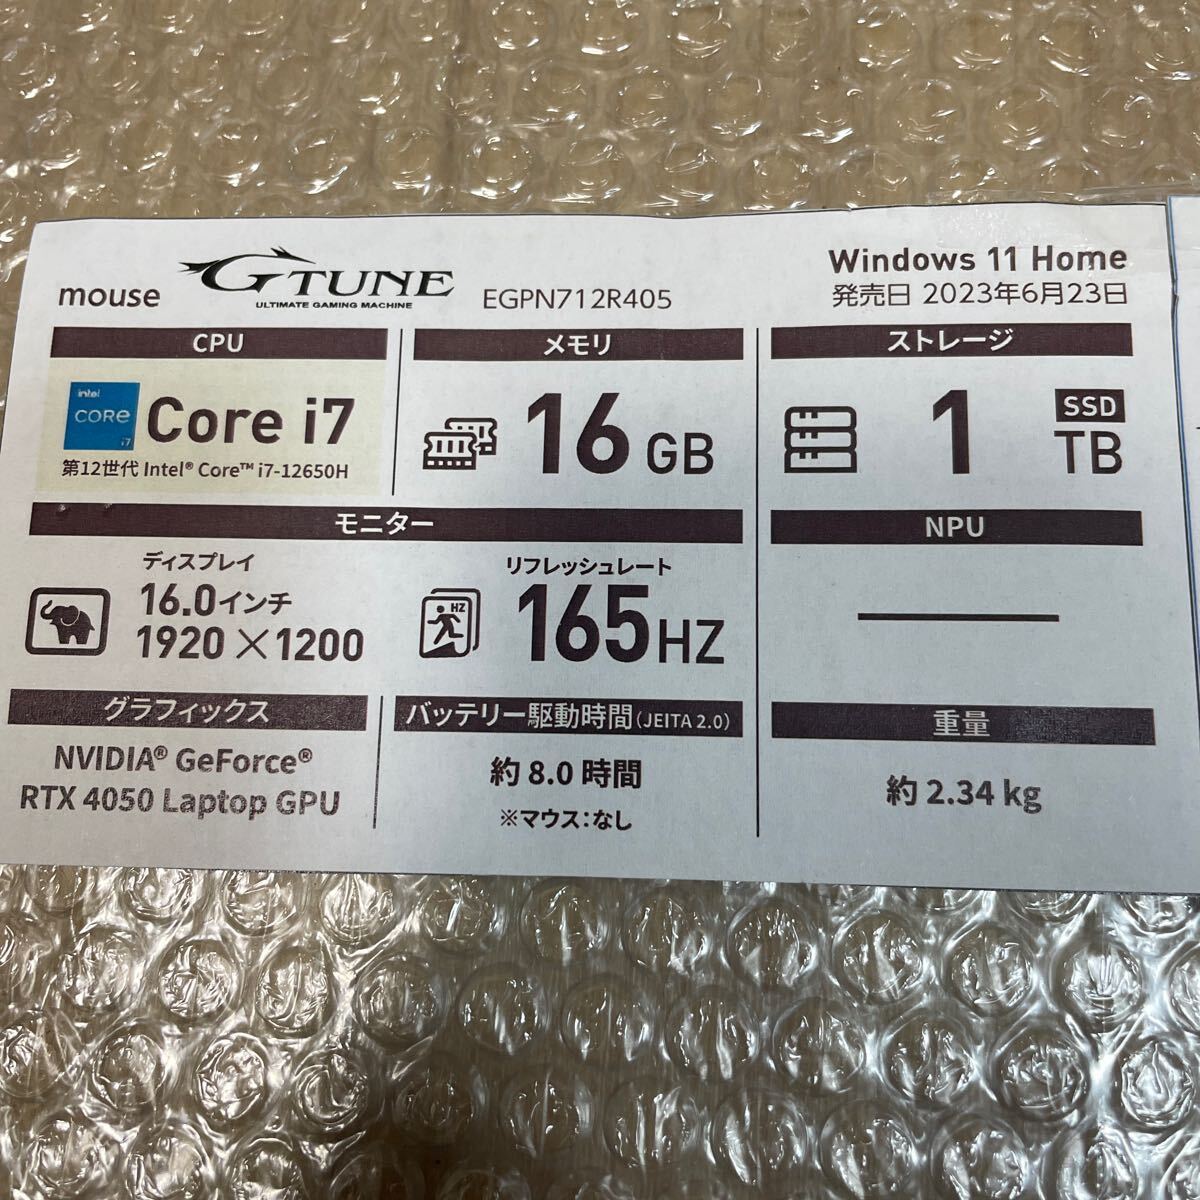 mouse
GTUNE
ULTIMATE GAMING MACHINE
EGPN712R405
Windows 11 Home
発売日 2023年6月23日
CPU
intel
CORE
i7
Core i7
第12世代 Intel® Core™ i7-12650H
メモリ
16 GB
ストレージ
1
SSD
TB
モニター
ディスプレイ
16.0インチ
1920×1200
リフレッシュレート
HZ
165HZ
NPU
グラフィックス
NVIDIA® GeForce®
RTX 4050 Laptop GPU
バッテリー駆動時間(JEITA 2.0)
約 8.0 時間
※マウス:なし
重量
約 2.34 kg